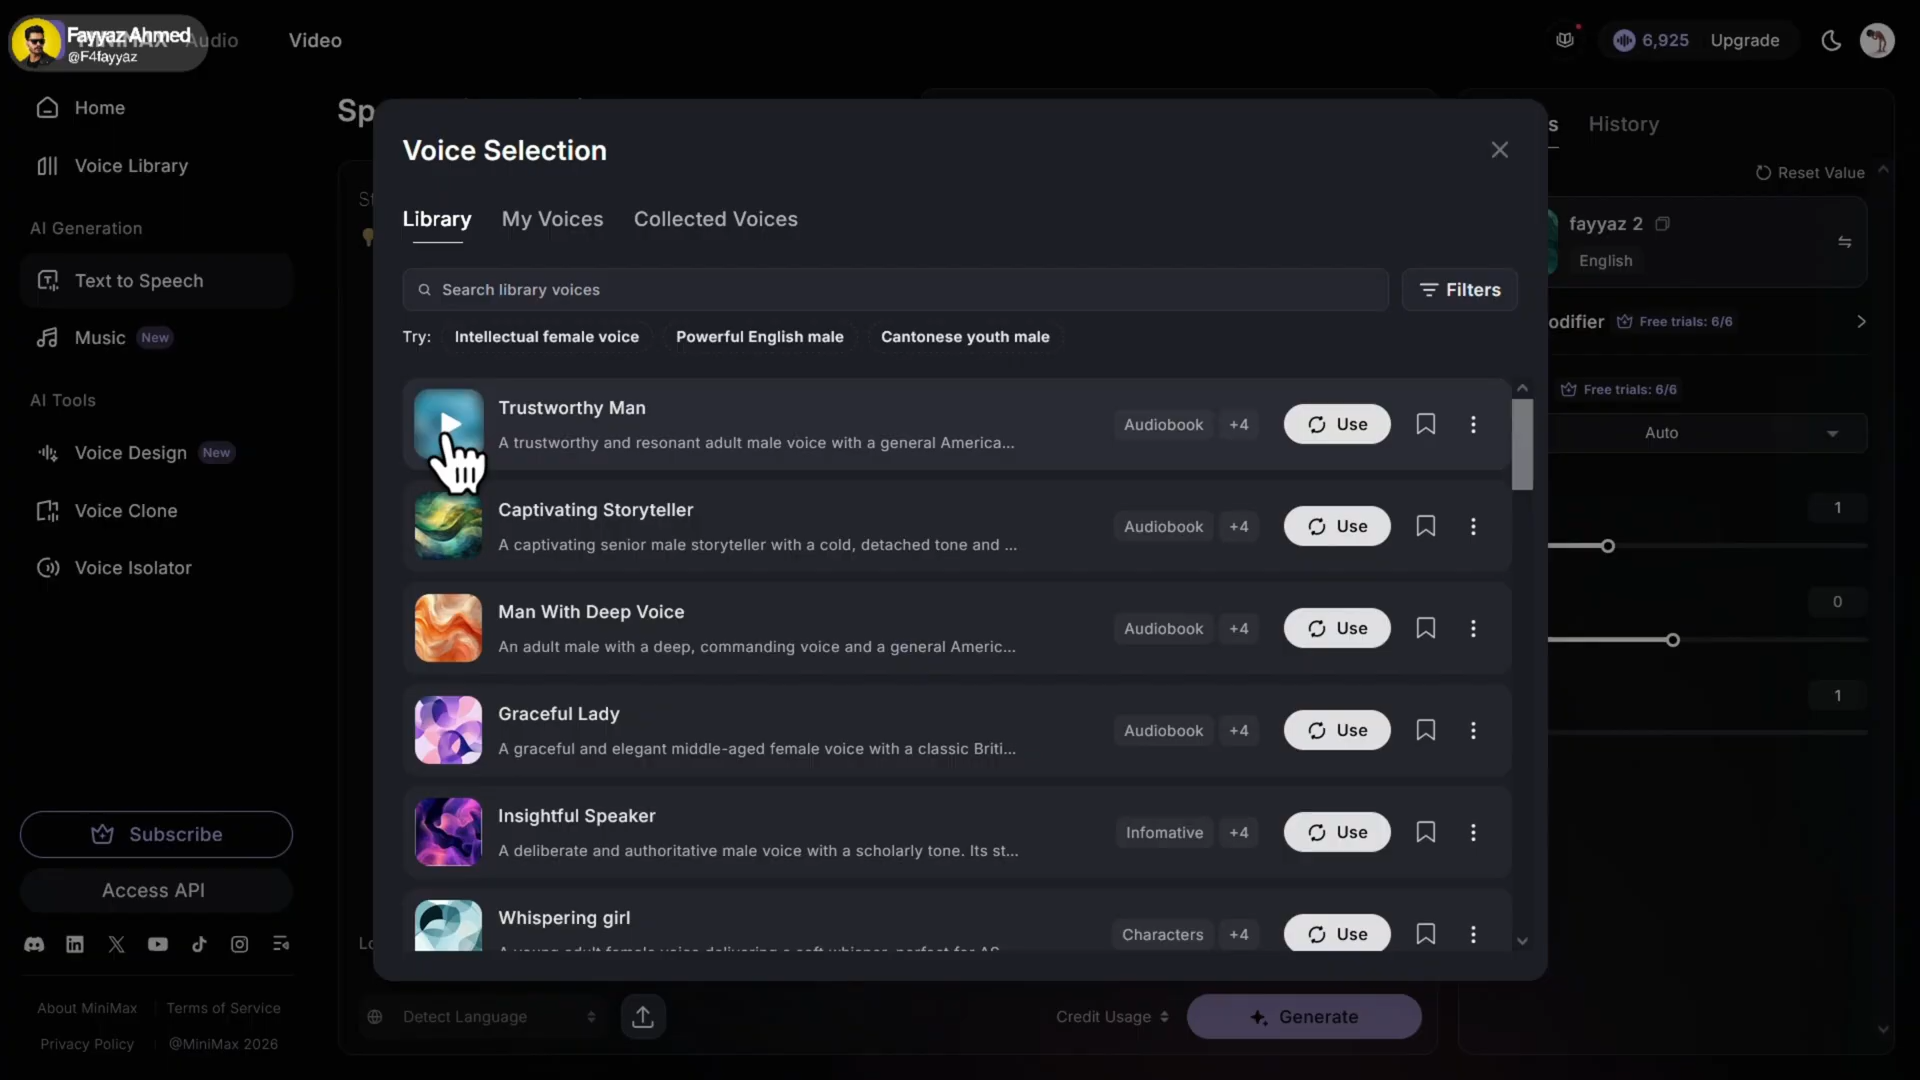 Fayyaz Ahmed
@F4fayyaz
Audio
Video
6,925
Upgrade
Home
Voice Library
AI Generation
Text to Speech
Music New
AI Tools
Voice Design New
Voice Clone
Voice Isolator
Subscribe
Access API
About MiniMax
Terms of Service
Privacy Policy
@MiniMax 2026
Sp
Voice Selection
Library
My Voices
Collected Voices
Search library voices
Filters
Try:
Intellectual female voice
Powerful English male
Cantonese youth male
Trustworthy Man
A trustworthy and resonant adult male voice with a general America...
Audiobook
+4
Use
Captivating Storyteller
A captivating senior male storyteller with a cold, detached tone and ...
Audiobook
+4
Use
Man With Deep Voice
An adult male with a deep, commanding voice and a general Americ...
Audiobook
+4
Use
Graceful Lady
A graceful and elegant middle-aged female voice with a classic Briti...
Audiobook
+4
Use
Insightful Speaker
A deliberate and authoritative male voice with a scholarly tone. Its st...
Infomative
+4
Use
Whispering girl
Characters
+4
Use
Detect Language
Credit Usage
Generate
s
History
Reset Value
fayyaz 2
English
odifier
Free trials: 6/6
Free trials: 6/6
Auto
1
0
1